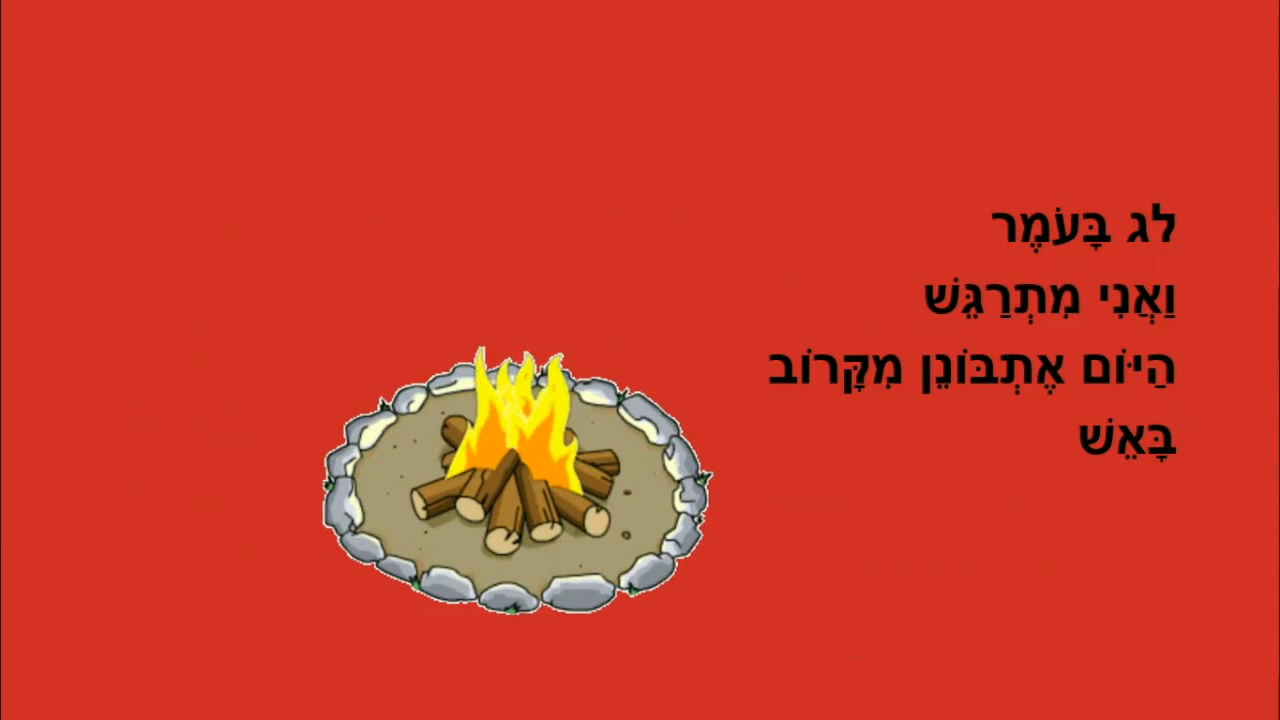 לג בָּעֹמֶר
וַאֲנִי מִתְרַגֵּשׁ
הַיּוֹם אֶתְבּוֹנֵן מִקָּרוֹב
בָּאֵשׁ